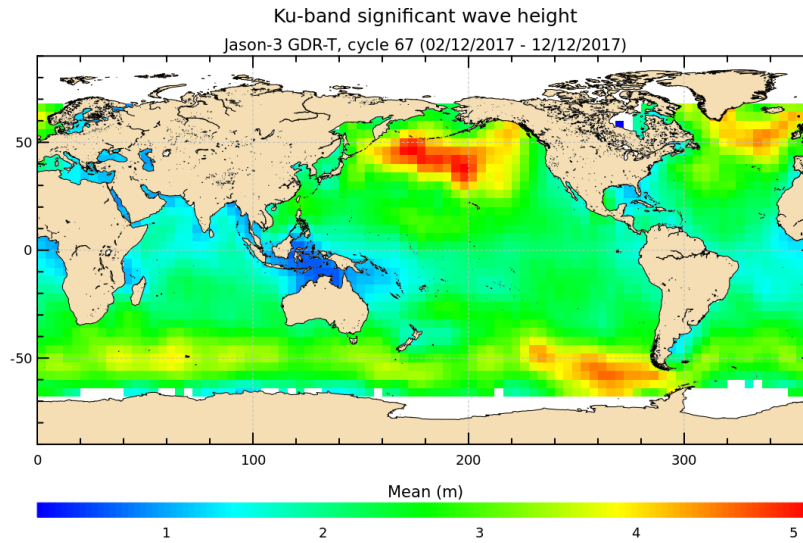 Ku-band significant wave height
Jason-3 GDR-T, cycle 67 (02/12/2017 - 12/12/2017)
50
0
-50
0 100 200 300
Mean (m)
1 2 3 4 5